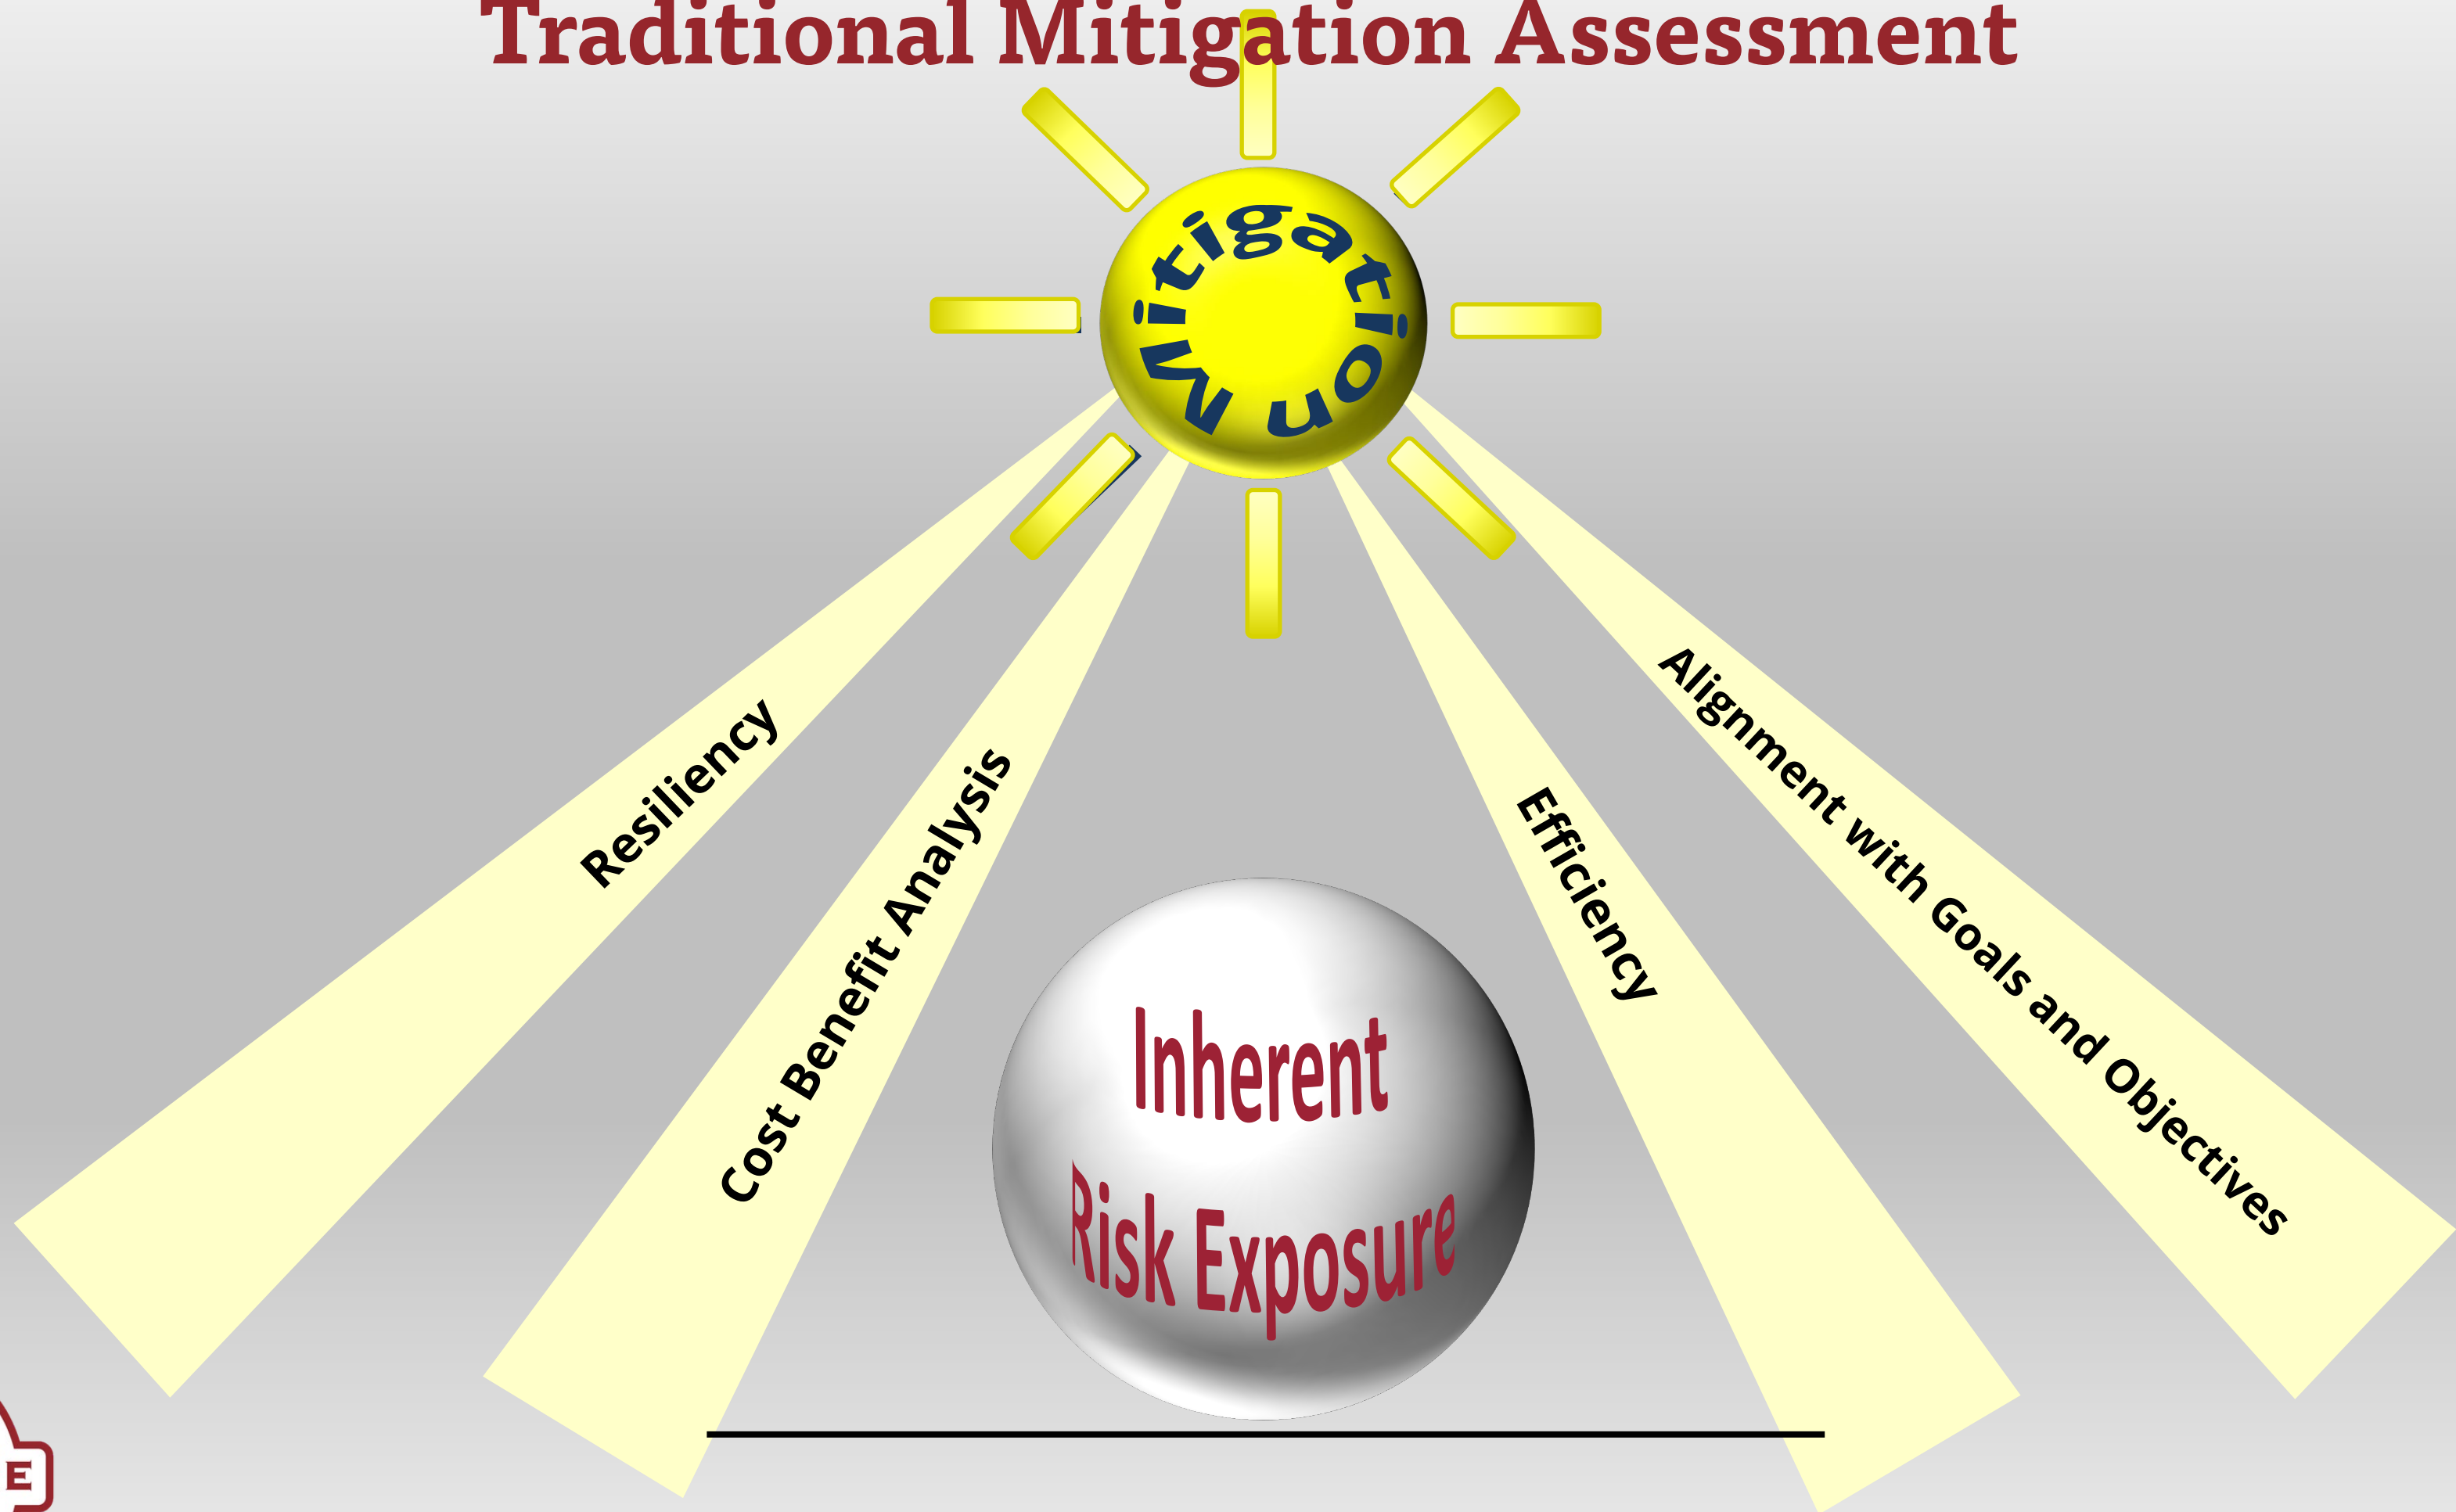 Traditional Mitigation Assessment
Mitigation
Resiliency
Cost Benefit Analysis
Efficiency
Alignment with Goals and Objectives
Inherent
Risk Exposure
E